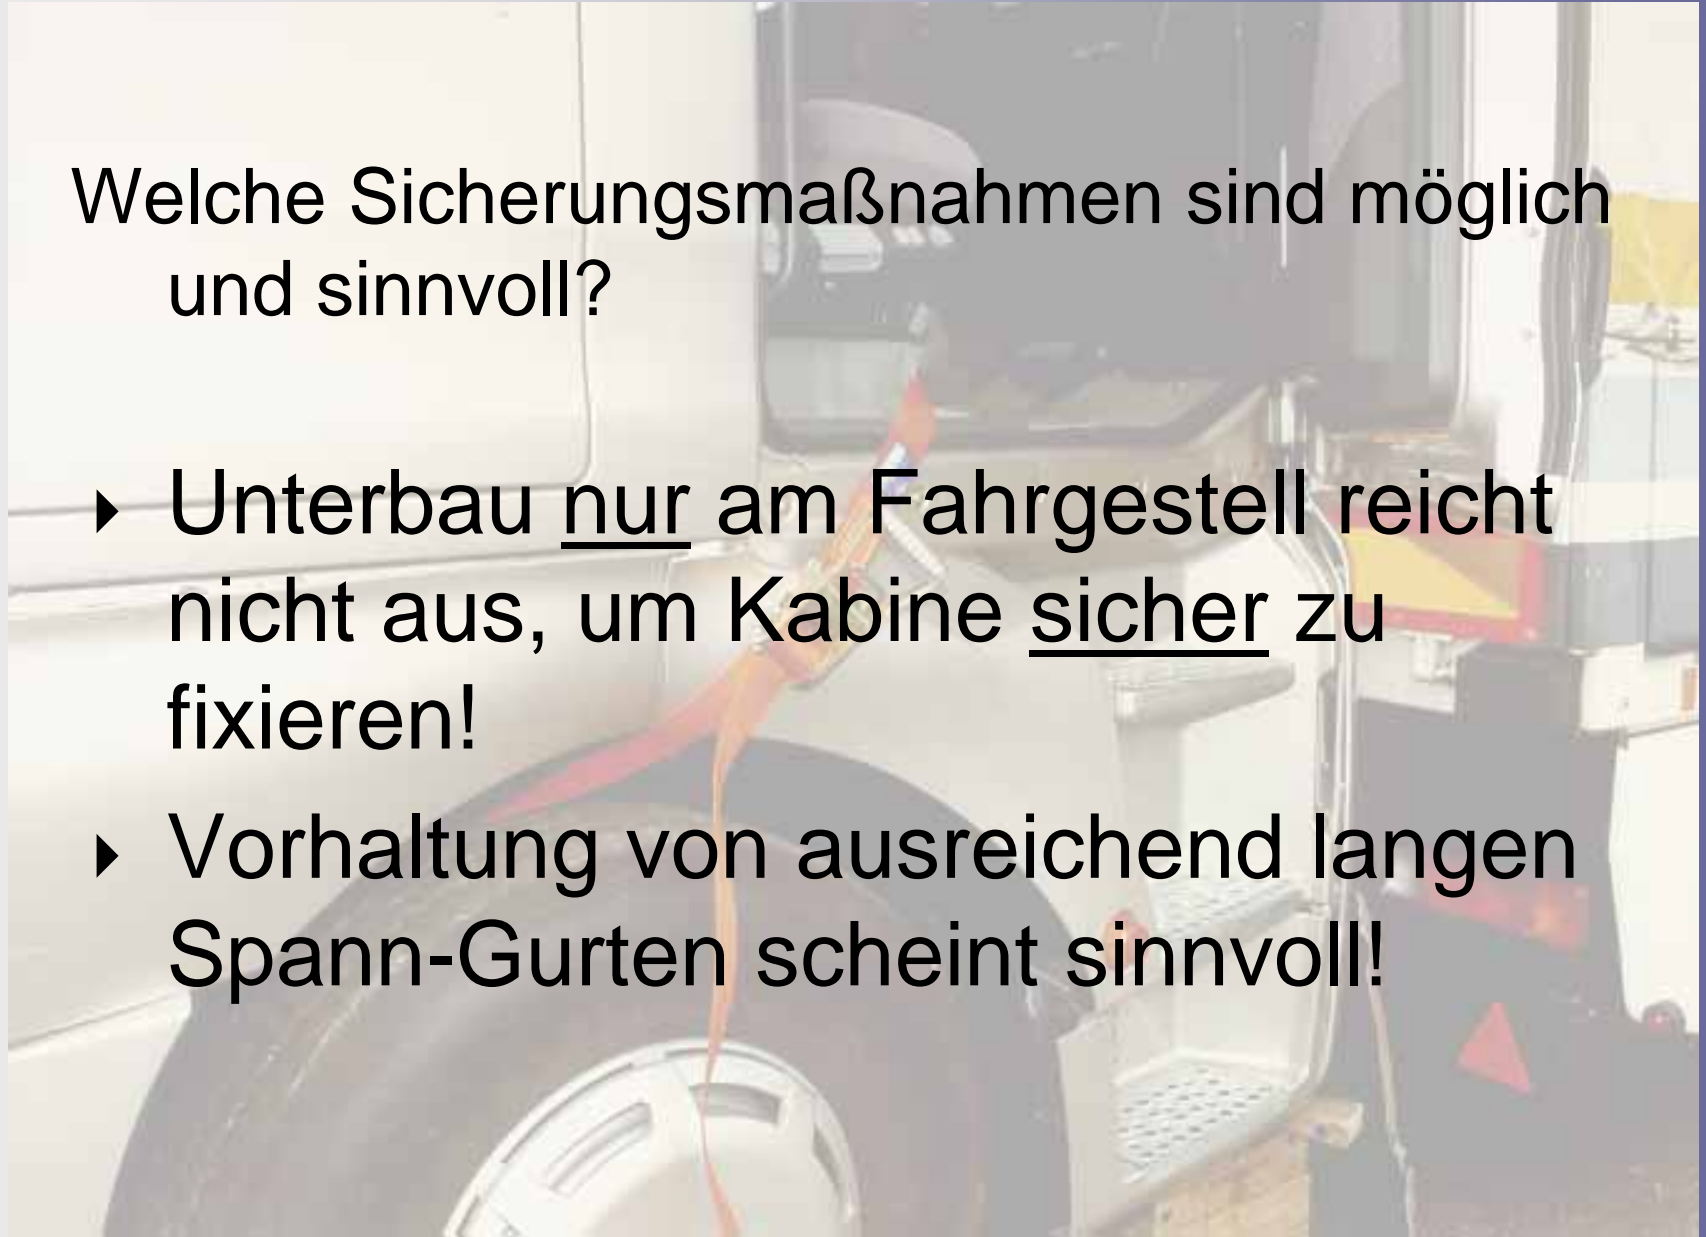 Welche Sicherungsmaßnahmen sind möglich
und sinnvoll?
Unterbau nur am Fahrgestell reicht
nicht aus, um Kabine sicher zu
fixieren!
Vorhaltung von ausreichend langen
Spann-Gurten scheint sinnvoll!